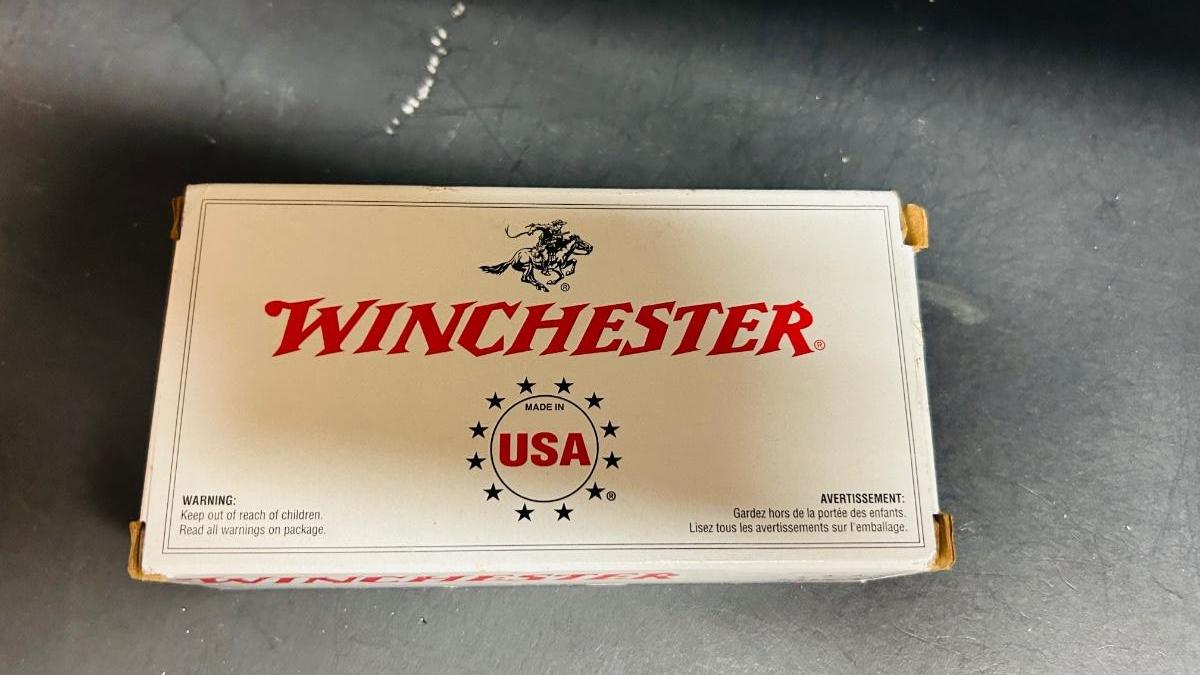 ®
WINCHESTER®
MADE IN
USA
®
WARNING:
Keep out of reach of children.
Read all warnings on package.
AVERTISSEMENT:
Gardez hors de la portée des enfants.
Lisez tous les avertissements sur l'emballage.
WINCHESTER